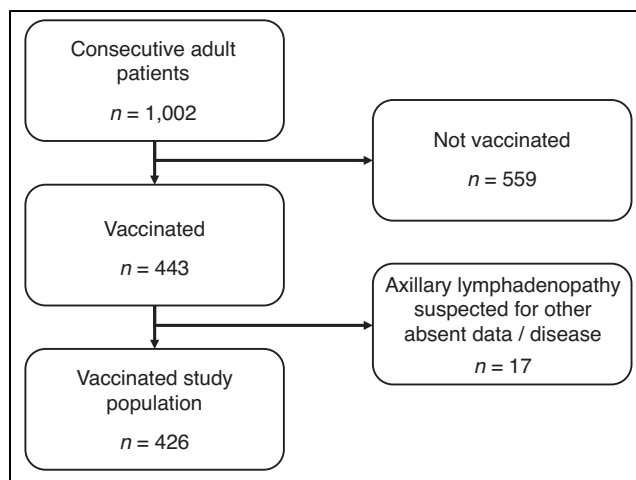 Consecutive adult
patients
n = 1,002
Not vaccinated
n = 559
Vaccinated
n = 443
Axillary lymphadenopathy
suspected for other
absent data / disease
n = 17
Vaccinated study
population
n = 426